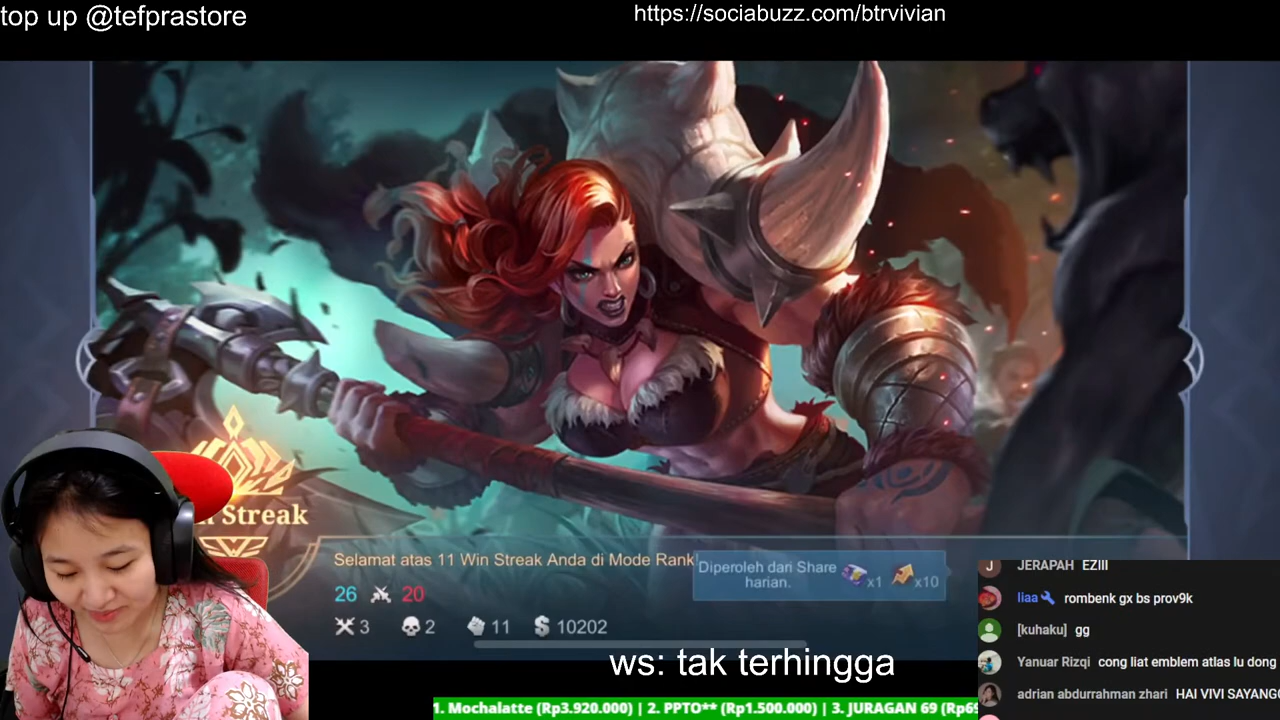 top up @tefprastore
https://sociabuzz.com/btrvivian
Streak
Selamat atas 11 Win Streak Anda di Mode Rank!
Diperoleh dari Share
harian.
x1
x10
26
20
3
2
11
10202
ws: tak terhingga
JERAPAH EZIII
liaa rombenk gx bs prov9k
[kuhaku] gg
Yanuar Rizqi cong liat emblem atlas lu dong
adrian abdurrahman zhari HAI VIVI SAYANG
1. Mochalatte (Rp3.920.000) | 2. PPTO** (Rp1.500.000) | 3. JURAGAN 69 (Rp6